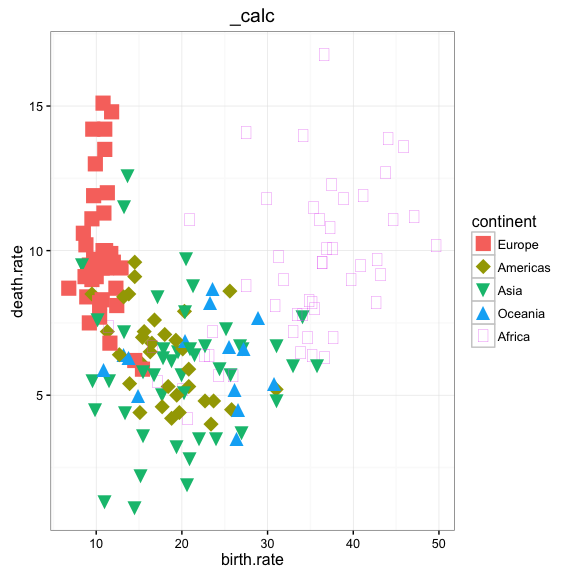 _calc
15
10
5
death.rate
10 20 30 40 50
birth.rate
continent
Europe
Americas
Asia
Oceania
Africa